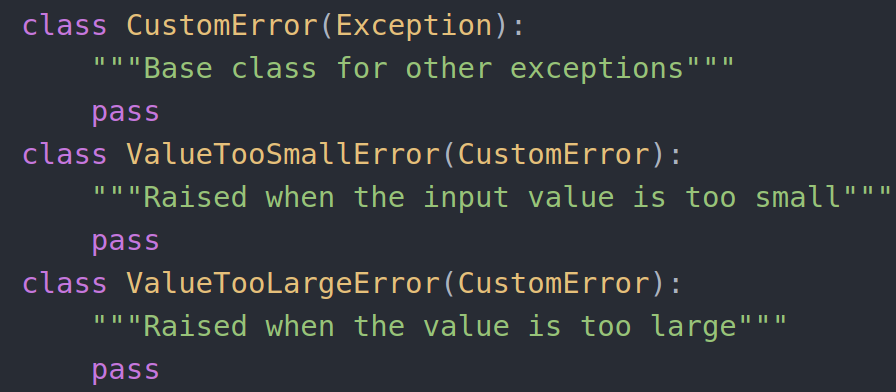 class CustomError(Exception):
    """Base class for other exceptions"""
    pass
class ValueTooSmallError(CustomError):
    """Raised when the input value is too small"""
    pass
class ValueTooLargeError(CustomError):
    """Raised when the value is too large"""
    pass